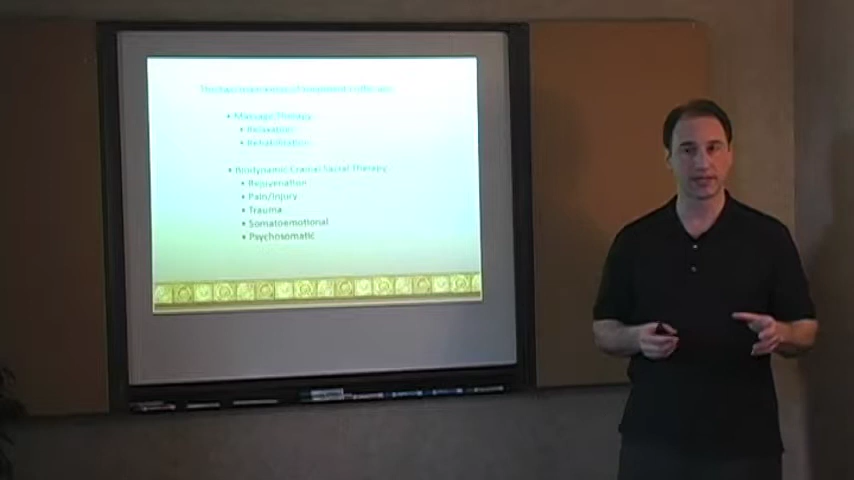 • Massage Therapy
• Relaxation
• Rehabilitation
• Biodynamic Cranial Sacral Therapy
• Rejuvenation
• Pain/Injury
• Trauma
• Somatoemotional
• Psychosomatic